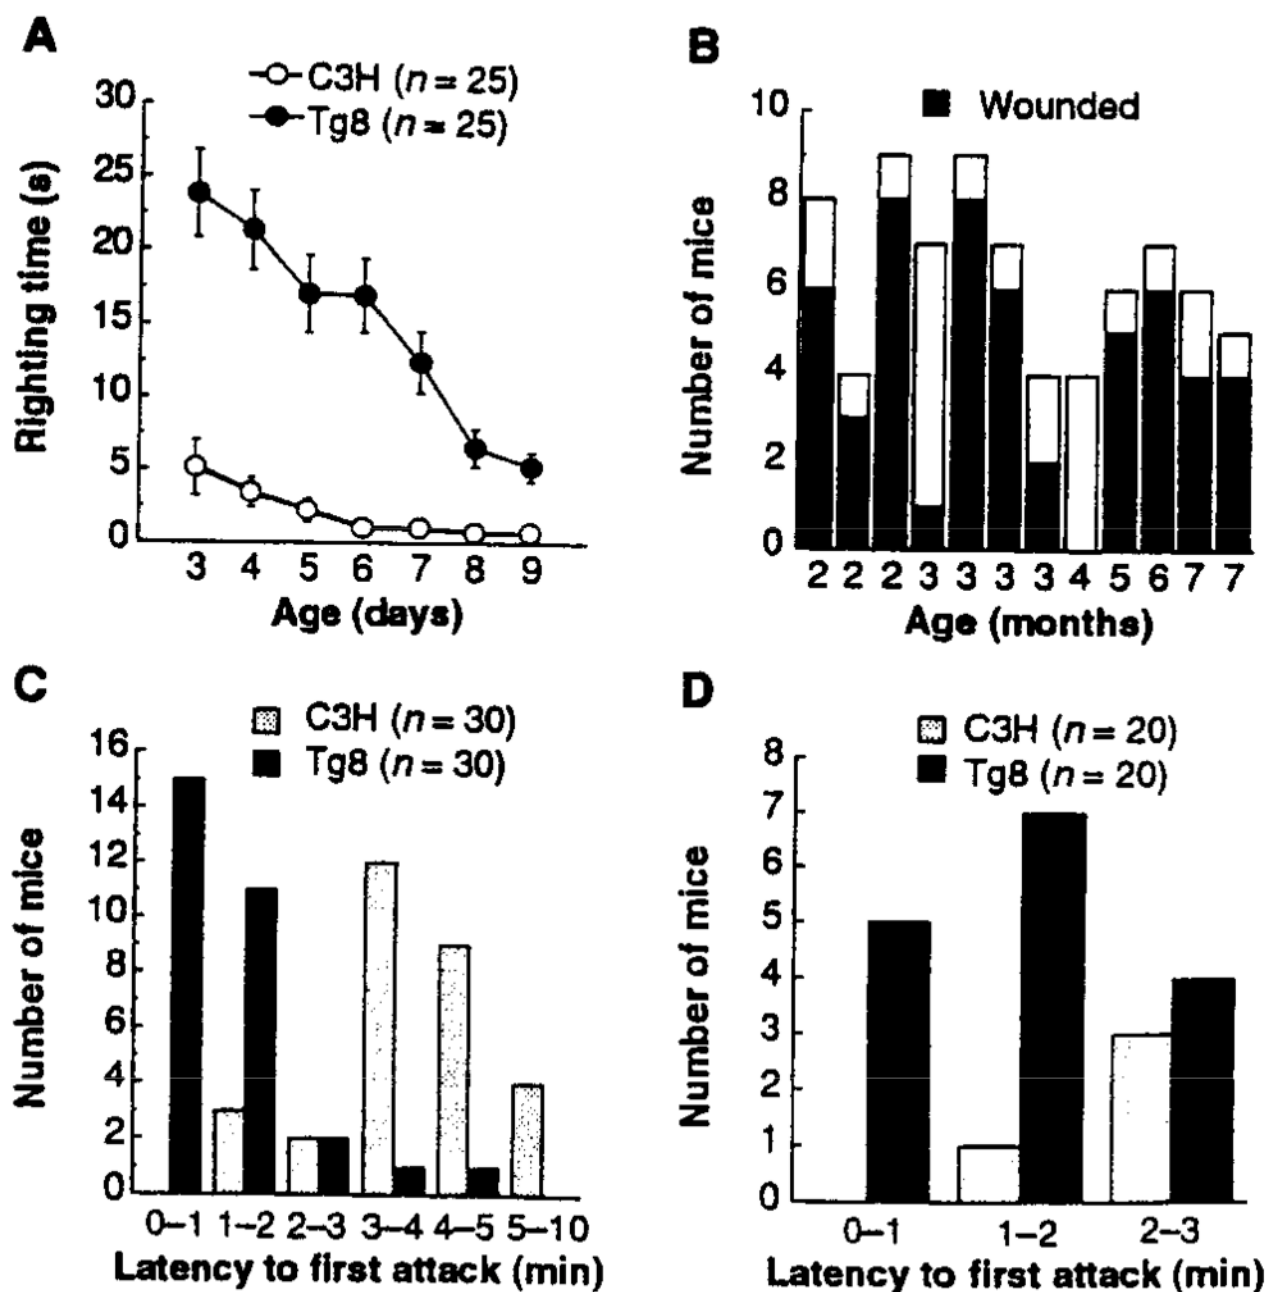 A
C3H (n = 25)
Tg8 (n = 25)
30
25
20
15
10
5
0
Righting time (s)
3 4 5 6 7 8 9
Age (days)
B
Wounded
10
8
6
4
2
0
Number of mice
2 2 2 3 3 3 3 4 5 6 7 7
Age (months)
C
C3H (n = 30)
Tg8 (n = 30)
16
14
12
10
8
6
4
2
0
Number of mice
0–1 1–2 2–3 3–4 4–5 5–10
Latency to first attack (min)
D
C3H (n = 20)
Tg8 (n = 20)
8
7
6
5
4
3
2
1
0
Number of mice
0–1 1–2 2–3
Latency to first attack (min)